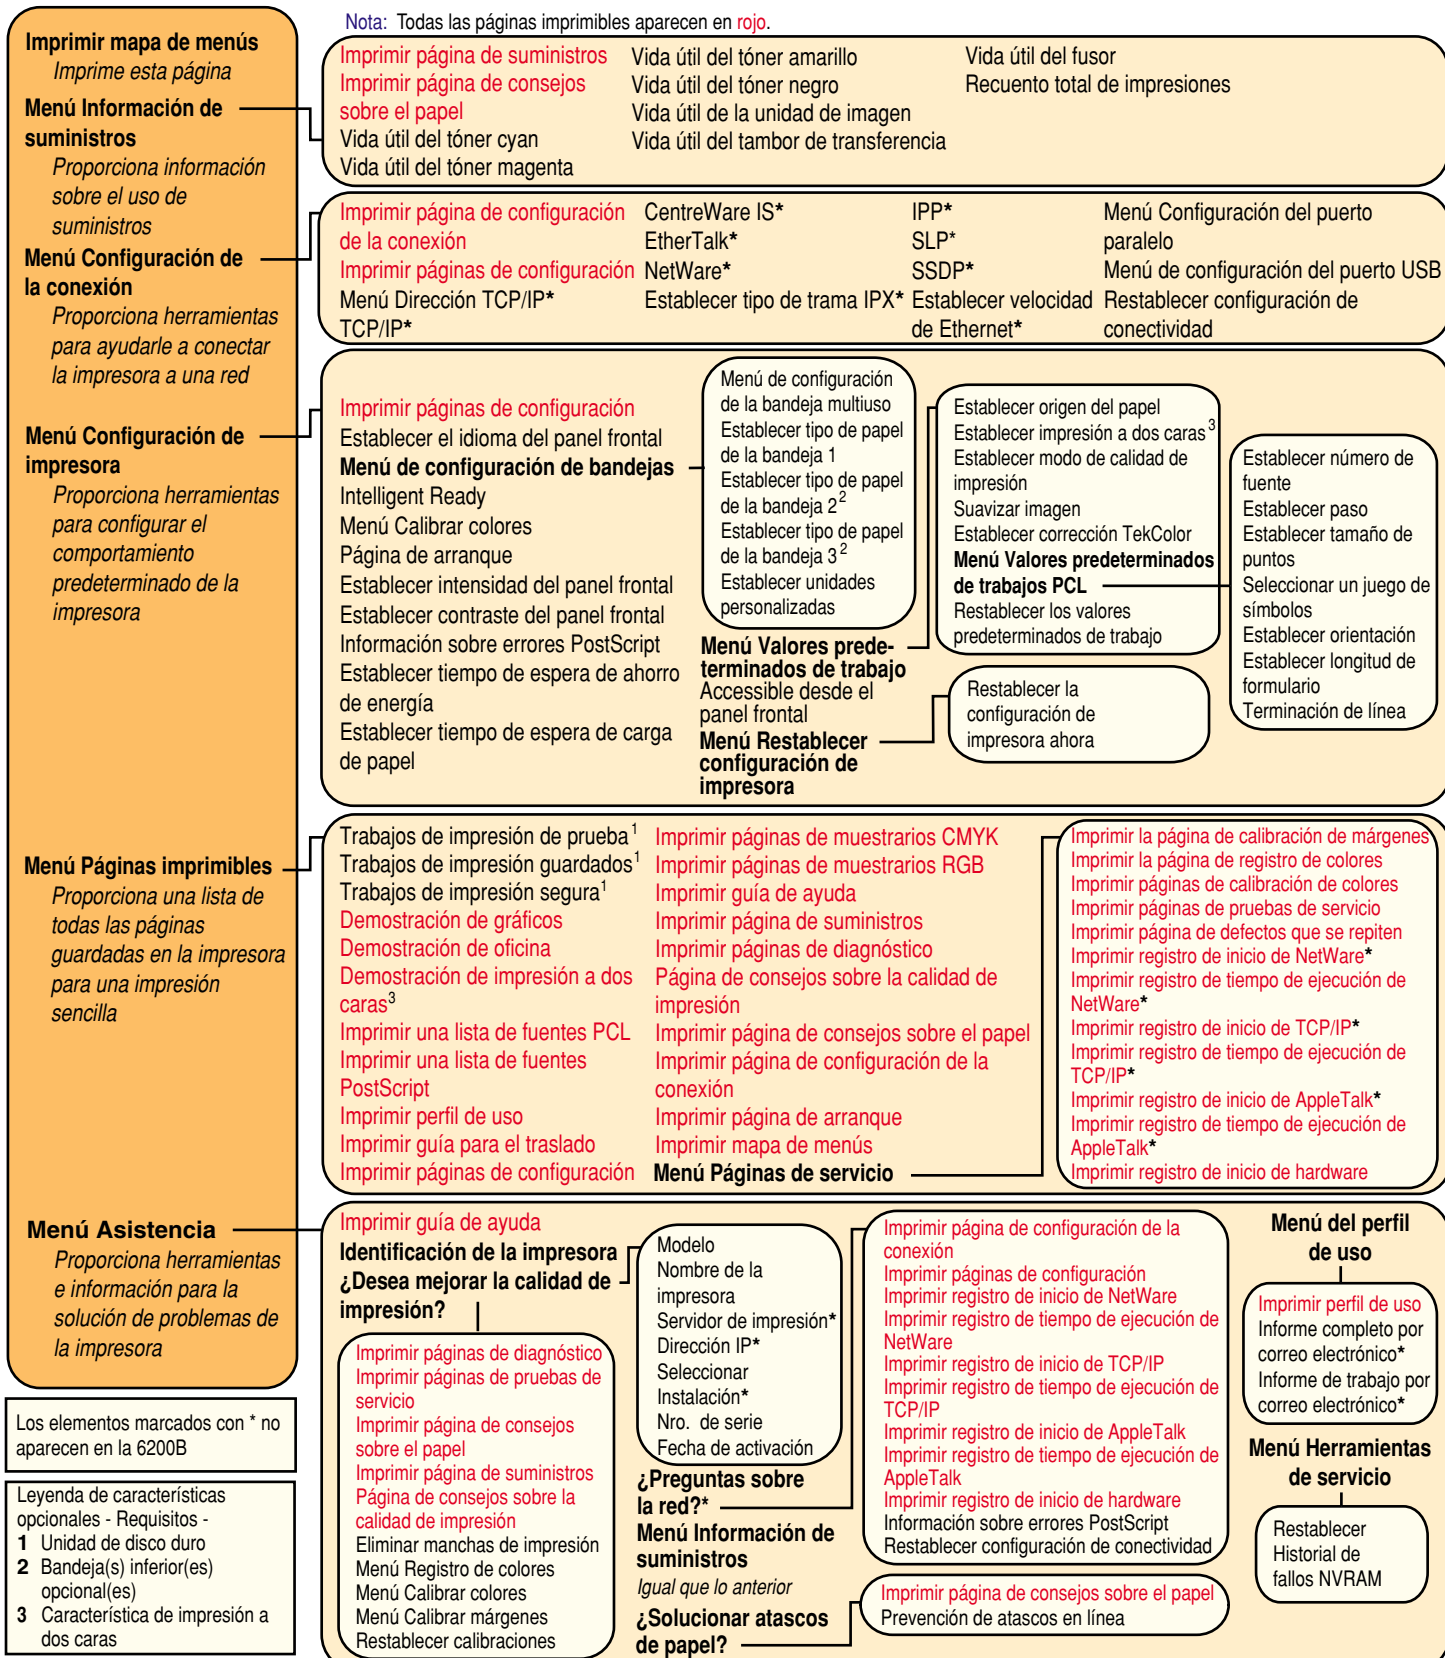 Nota: Todas las páginas imprimibles aparecen en rojo.
Imprimir mapa de menús
Imprime esta página
Menú Información de
suministros
Proporciona información
sobre el uso de
suministros
Menú Configuración de
la conexión
Proporciona herramientas
para ayudarle a conectar
la impresora a una red
Menú Configuración de
impresora
Proporciona herramientas
para configurar el
comportamiento
predeterminado de la
impresora
Menú Páginas imprimibles
Proporciona una lista de
todas las páginas
guardadas en la impresora
para una impresión
sencilla
Menú Asistencia
Proporciona herramientas
e información para la
solución de problemas de
la impresora
Los elementos marcados con * no
aparecen en la 6200B
Leyenda de características
opcionales - Requisitos -
1 Unidad de disco duro
2 Bandeja(s) inferior(es)
opcional(es)
3 Característica de impresión a
dos caras
Imprimir página de suministros
Imprimir página de consejos
sobre el papel
Vida útil del tóner cyan
Vida útil del tóner magenta
Vida útil del tóner amarillo
Vida útil del tóner negro
Vida útil de la unidad de imagen
Vida útil del tambor de transferencia
Vida útil del fusor
Recuento total de impresiones
Imprimir página de configuración
de la conexión
Imprimir páginas de configuración
Menú Dirección TCP/IP*
TCP/IP*
CentreWare IS*
EtherTalk*
NetWare*
Establecer tipo de trama IPX*
IPP*
SLP*
SSDP*
Establecer velocidad
de Ethernet*
Menú Configuración del puerto
paralelo
Menú de configuración del puerto USB
Restablecer configuración de
conectividad
Imprimir páginas de configuración
Establecer el idioma del panel frontal
Menú de configuración de bandejas
Intelligent Ready
Menú Calibrar colores
Página de arranque
Establecer intensidad del panel frontal
Establecer contraste del panel frontal
Información sobre errores PostScript
Establecer tiempo de espera de ahorro
de energía
Establecer tiempo de espera de carga
de papel
Menú de configuración
de la bandeja multiuso
Establecer tipo de papel
de la bandeja 1
Establecer tipo de papel
de la bandeja 2 2
Establecer tipo de papel
de la bandeja 3 2
Establecer unidades
personalizadas
Menú Valores prede-
terminados de trabajo
Accessible desde el
panel frontal
Menú Restablecer
configuración de
impresora
Establecer origen del papel
Establecer impresión a dos caras 3
Establecer modo de calidad de
impresión
Suavizar imagen
Establecer corrección TekColor
Menú Valores predeterminados
de trabajos PCL
Restablecer los valores
predeterminados de trabajo
Restablecer la
configuración de
impresora ahora
Establecer número de
fuente
Establecer paso
Establecer tamaño de
puntos
Seleccionar un juego de
símbolos
Establecer orientación
Establecer longitud de
formulario
Terminación de línea
Trabajos de impresión de prueba 1
Trabajos de impresión guardados 1
Trabajos de impresión segura 1
Demostración de gráficos
Demostración de oficina
Demostración de impresión a dos
caras 3
Imprimir una lista de fuentes PCL
Imprimir una lista de fuentes
PostScript
Imprimir perfil de uso
Imprimir guía para el traslado
Imprimir páginas de configuración
Imprimir páginas de muestrarios CMYK
Imprimir páginas de muestrarios RGB
Imprimir guía de ayuda
Imprimir página de suministros
Imprimir páginas de diagnóstico
Página de consejos sobre la calidad de
impresión
Imprimir página de consejos sobre el papel
Imprimir página de configuración de la
conexión
Imprimir página de arranque
Imprimir mapa de menús
Menú Páginas de servicio
Imprimir la página de calibración de márgenes
Imprimir la página de registro de colores
Imprimir páginas de calibración de colores
Imprimir páginas de pruebas de servicio
Imprimir página de defectos que se repiten
Imprimir registro de inicio de NetWare*
Imprimir registro de tiempo de ejecución de
NetWare*
Imprimir registro de inicio de TCP/IP*
Imprimir registro de tiempo de ejecución de
TCP/IP*
Imprimir registro de inicio de AppleTalk*
Imprimir registro de tiempo de ejecución de
AppleTalk*
Imprimir registro de inicio de hardware
Imprimir guía de ayuda
Identificación de la impresora
¿Desea mejorar la calidad de
impresión?
Imprimir páginas de diagnóstico
Imprimir páginas de pruebas de
servicio
Imprimir página de consejos
sobre el papel
Imprimir página de suministros
Página de consejos sobre la
calidad de impresión
Eliminar manchas de impresión
Menú Registro de colores
Menú Calibrar colores
Menú Calibrar márgenes
Restablecer calibraciones
Modelo
Nombre de la
impresora
Servidor de impresión*
Dirección IP*
Seleccionar
Instalación*
Nro. de serie
Fecha de activación
¿Preguntas sobre
la red?*
Menú Información de
suministros
Igual que lo anterior
¿Solucionar atascos
de papel?
Imprimir página de configuración de la
conexión
Imprimir páginas de configuración
Imprimir registro de inicio de NetWare
Imprimir registro de tiempo de ejecución de
NetWare
Imprimir registro de inicio de TCP/IP
Imprimir registro de tiempo de ejecución de
TCP/IP
Imprimir registro de inicio de AppleTalk
Imprimir registro de tiempo de ejecución de
AppleTalk
Imprimir registro de inicio de hardware
Información sobre errores PostScript
Restablecer configuración de conectividad
Imprimir página de consejos sobre el papel
Prevención de atascos en línea
Menú del perfil
de uso
Imprimir perfil de uso
Informe completo por
correo electrónico*
Informe de trabajo por
correo electrónico*
Menú Herramientas
de servicio
Restablecer
Historial de
fallos NVRAM